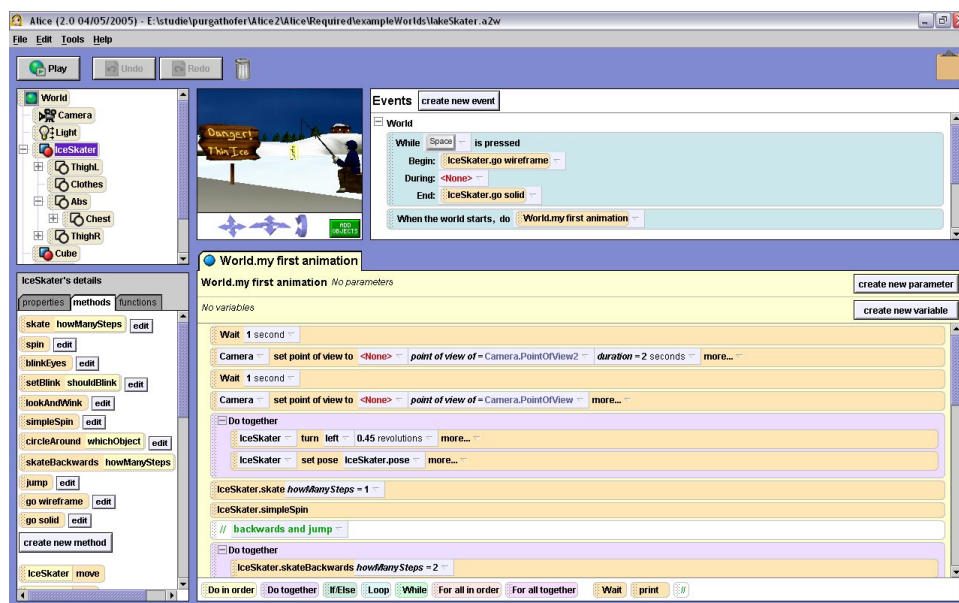 Alice (2.0 04/05/2005) - E:\studie\purgathofer\Alice2\Alice\Required\exampleWorlds\lakeSkater.a2w
File Edit Tools Help
Play Undo Redo
World
Camera
Light
IceSkater
ThighL
Clothes
Abs
Chest
ThighR
Cube
Danger!
Thin Ice
ADD
OBJECTS
Events create new event
World
While Space is pressed
Begin: IceSkater.go wireframe
During: <None>
End: IceSkater.go solid
When the world starts, do World.my first animation
IceSkater's details
properties methods functions
skate howManySteps edit
spin edit
blinkEyes edit
setBlink shouldBlink edit
lookAndWink edit
simpleSpin edit
circleAround whichObject edit
skateBackwards howManySteps
jump edit
go wireframe edit
go solid edit
create new method
IceSkater move
World.my first animation
World.my first animation No parameters create new parameter
No variables create new variable
Wait 1 second
Camera set point of view to <None> point of view of = Camera.PointOfView2 duration = 2 seconds more...
Wait 1 second
Camera set point of view to <None> point of view of = Camera.PointOfView more...
Do together
IceSkater turn left 0.45 revolutions more...
IceSkater set pose IceSkater.pose more...
IceSkater.skate howManySteps = 1
IceSkater.simpleSpin
// backwards and jump
Do together
IceSkater.skateBackwards howManySteps = 2
Do in order Do together If/Else Loop While For all in order For all together Wait print //